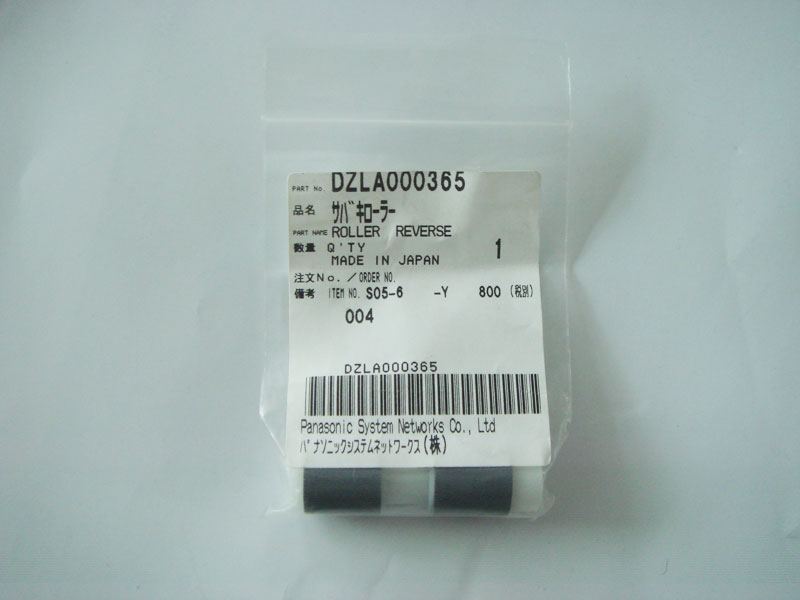 PART No. DZLA000365
品名 ｻﾊﾞｷﾛｰﾗｰ
PART NAME ROLLER REVERSE
数量 Q'TY 1
MADE IN JAPAN
注文No.／ORDER NO.
備考 ITEM NO. S05-6 -Y 800 (税別)
004
DZLA000365
Panasonic System Networks Co., Ltd
ﾊﾟﾅｿﾆｯｸｼｽﾃﾑﾈｯﾄﾜｰｸｽ(株)